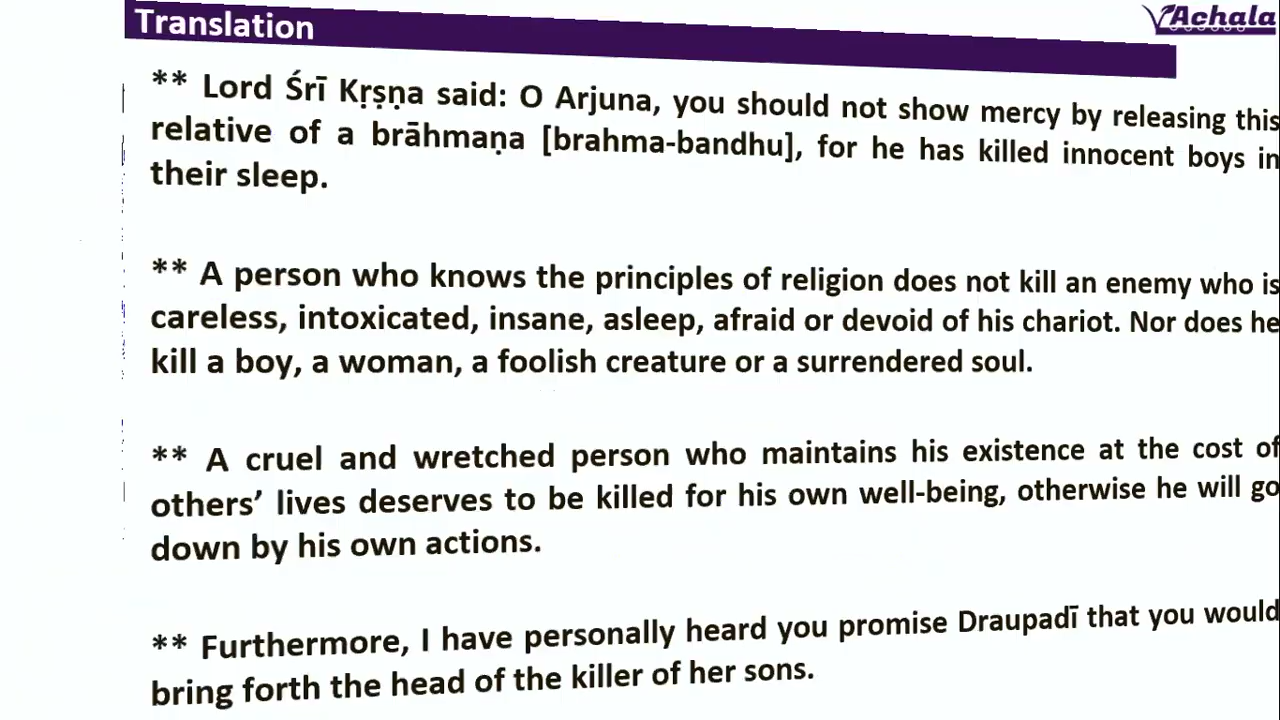 Translation
Achala
** Lord Śrī Kṛṣṇa said: O Arjuna, you should not show mercy by releasing this
relative of a brāhmaṇa [brahma-bandhu], for he has killed innocent boys in
their sleep.
** A person who knows the principles of religion does not kill an enemy who is
careless, intoxicated, insane, asleep, afraid or devoid of his chariot. Nor does he
kill a boy, a woman, a foolish creature or a surrendered soul.
** A cruel and wretched person who maintains his existence at the cost of
others’ lives deserves to be killed for his own well-being, otherwise he will go
down by his own actions.
** Furthermore, I have personally heard you promise Draupadī that you would
bring forth the head of the killer of her sons.